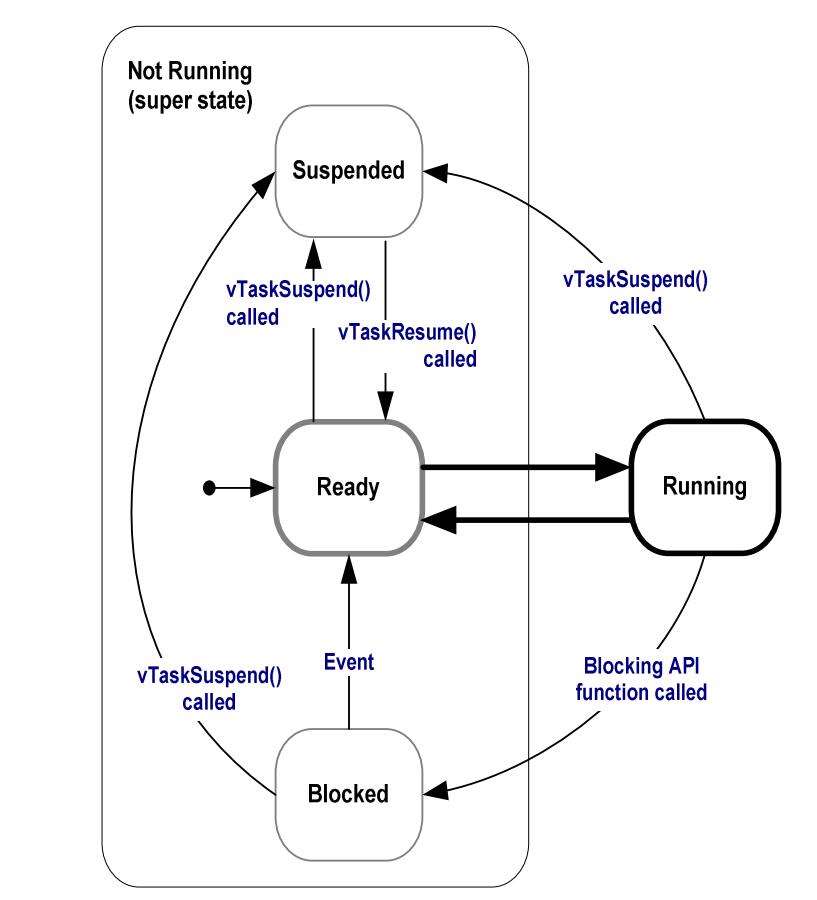 Not Running
(super state)
Suspended
vTaskSuspend()
called
vTaskResume()
called
vTaskSuspend()
called
Ready
Running
Event
vTaskSuspend()
called
Blocking API
function called
Blocked